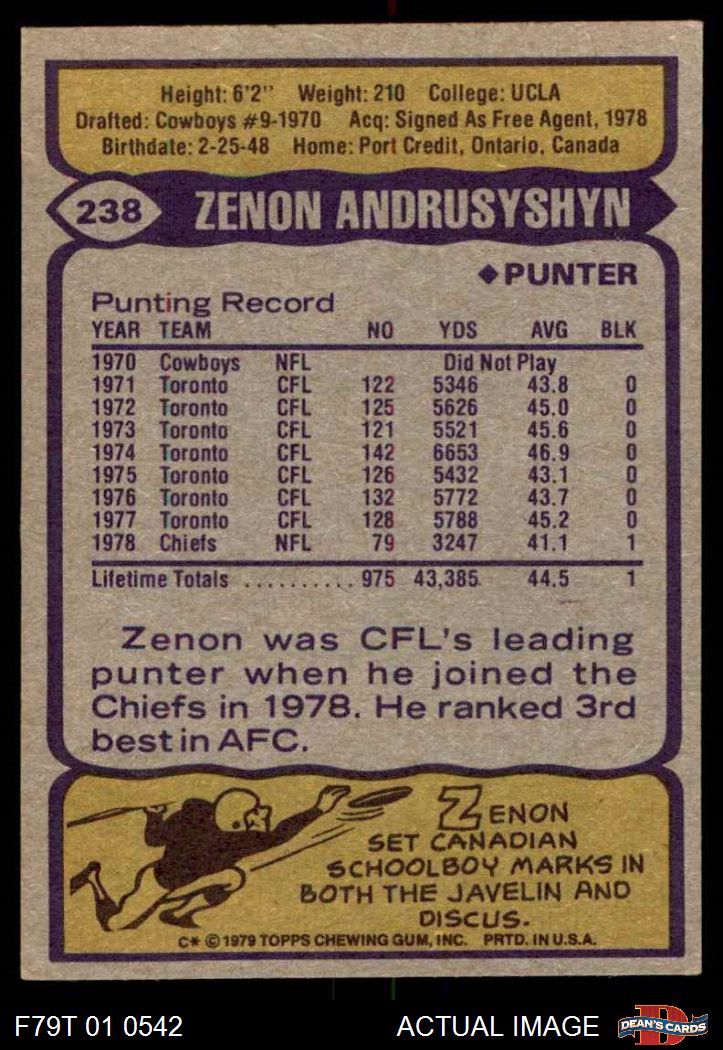 Height: 6'2" Weight: 210 College: UCLA
Drafted: Cowboys #9-1970 Acq: Signed As Free Agent, 1978
Birthdate: 2-25-48 Home: Port Credit, Ontario, Canada
238 ZENON ANDRUSYSHYN
◆PUNTER
Punting Record
YEAR TEAM NO YDS AVG BLK
1970 Cowboys NFL Did Not Play
1971 Toronto CFL 122 5346 43.8 0
1972 Toronto CFL 125 5626 45.0 0
1973 Toronto CFL 121 5521 45.6 0
1974 Toronto CFL 142 6653 46.9 0
1975 Toronto CFL 126 5432 43.1 0
1976 Toronto CFL 132 5772 43.7 0
1977 Toronto CFL 128 5788 45.2 0
1978 Chiefs NFL 79 3247 41.1 1
Lifetime Totals .......... 975 43,385 44.5 1
Zenon was CFL's leading
punter when he joined the
Chiefs in 1978. He ranked 3rd
best in AFC.
ZENON
SET CANADIAN
SCHOOLBOY MARKS IN
BOTH THE JAVELIN AND
DISCUS.
C* © 1979 TOPPS CHEWING GUM, INC. PRTD. IN U.S.A.
F79T 01 0542 ACTUAL IMAGE D DEAN'S CARDS